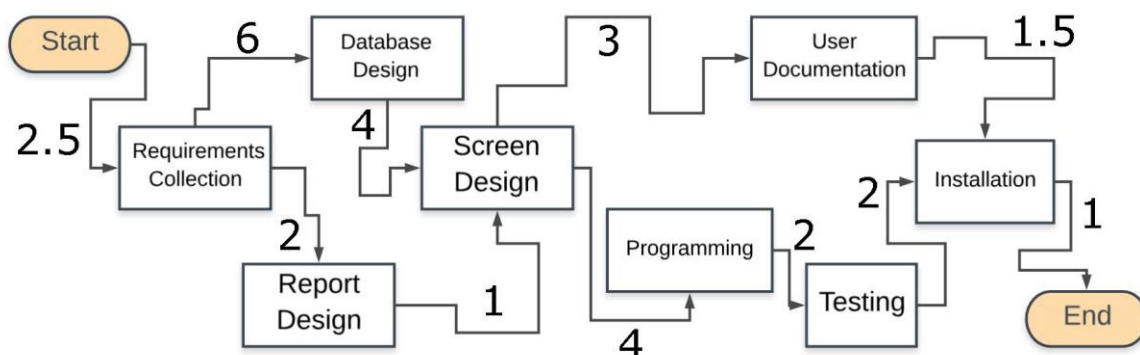 Start
6
Database
Design
3
User
Documentation
1.5
2.5
Requirements
Collection
4
Screen
Design
Installation
2
Report
Design
1
4
Programming
2
Testing
2
1
End